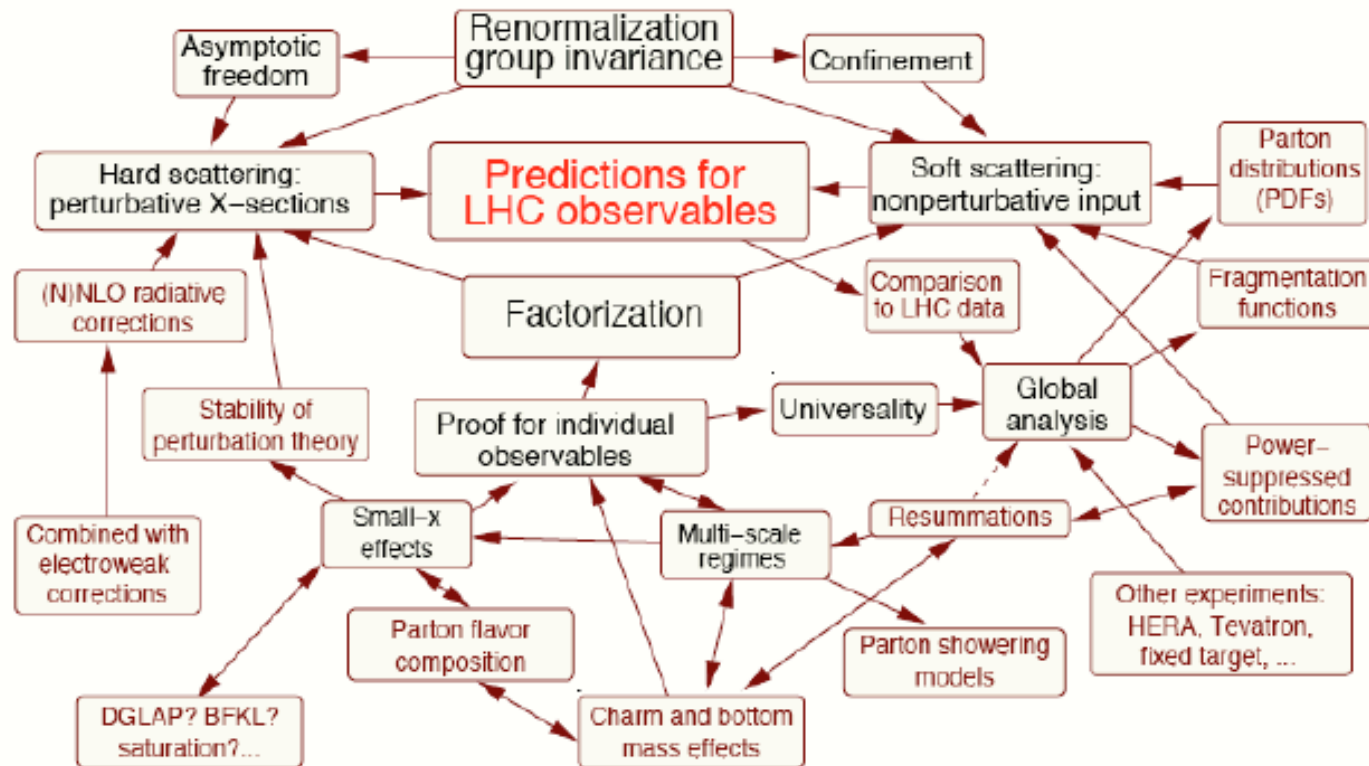 Renormalization
group invariance
Asymptotic
freedom
Confinement
Hard scattering:
perturbative X-sections
Predictions for
LHC observables
Soft scattering:
nonperturbative input
Parton
distributions
(PDFs)
(N)NLO radiative
corrections
Factorization
Comparison
to LHC data
Fragmentation
functions
Stability of
perturbation theory
Proof for individual
observables
Universality
Global
analysis
Power-
suppressed
contributions
Combined with
electroweak
corrections
Small-x
effects
Multi-scale
regimes
Resummations
Parton flavor
composition
Parton showering
models
Other experiments:
HERA, Tevatron,
fixed target, ...
DGLAP? BFKL?
saturation?...
Charm and bottom
mass effects